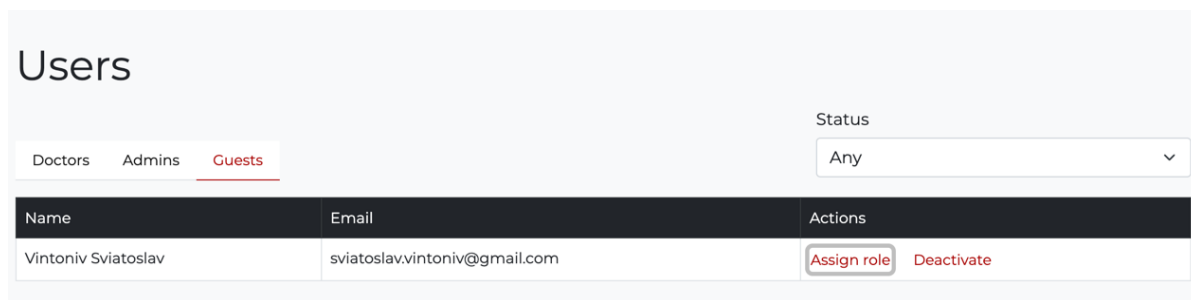 Users
Status
Any
Doctors Admins Guests
Name Email Actions
Vintoniv Sviatoslav sviatoslav.vintoniv@gmail.com Assign role Deactivate